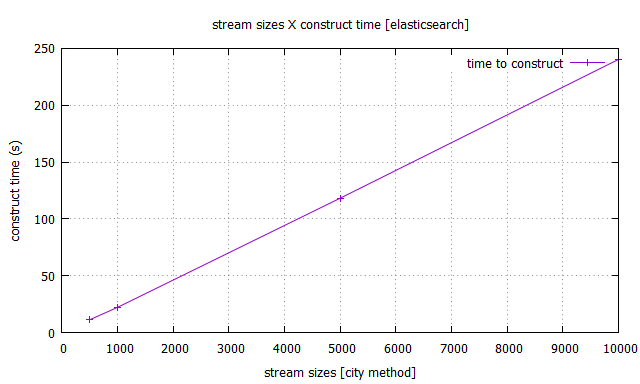 stream sizes X construct time [elasticsearch]
250
time to construct
200
150
construct time (s)
100
50
0
0 1000 2000 3000 4000 5000 6000 7000 8000 9000 10000
stream sizes [city method]